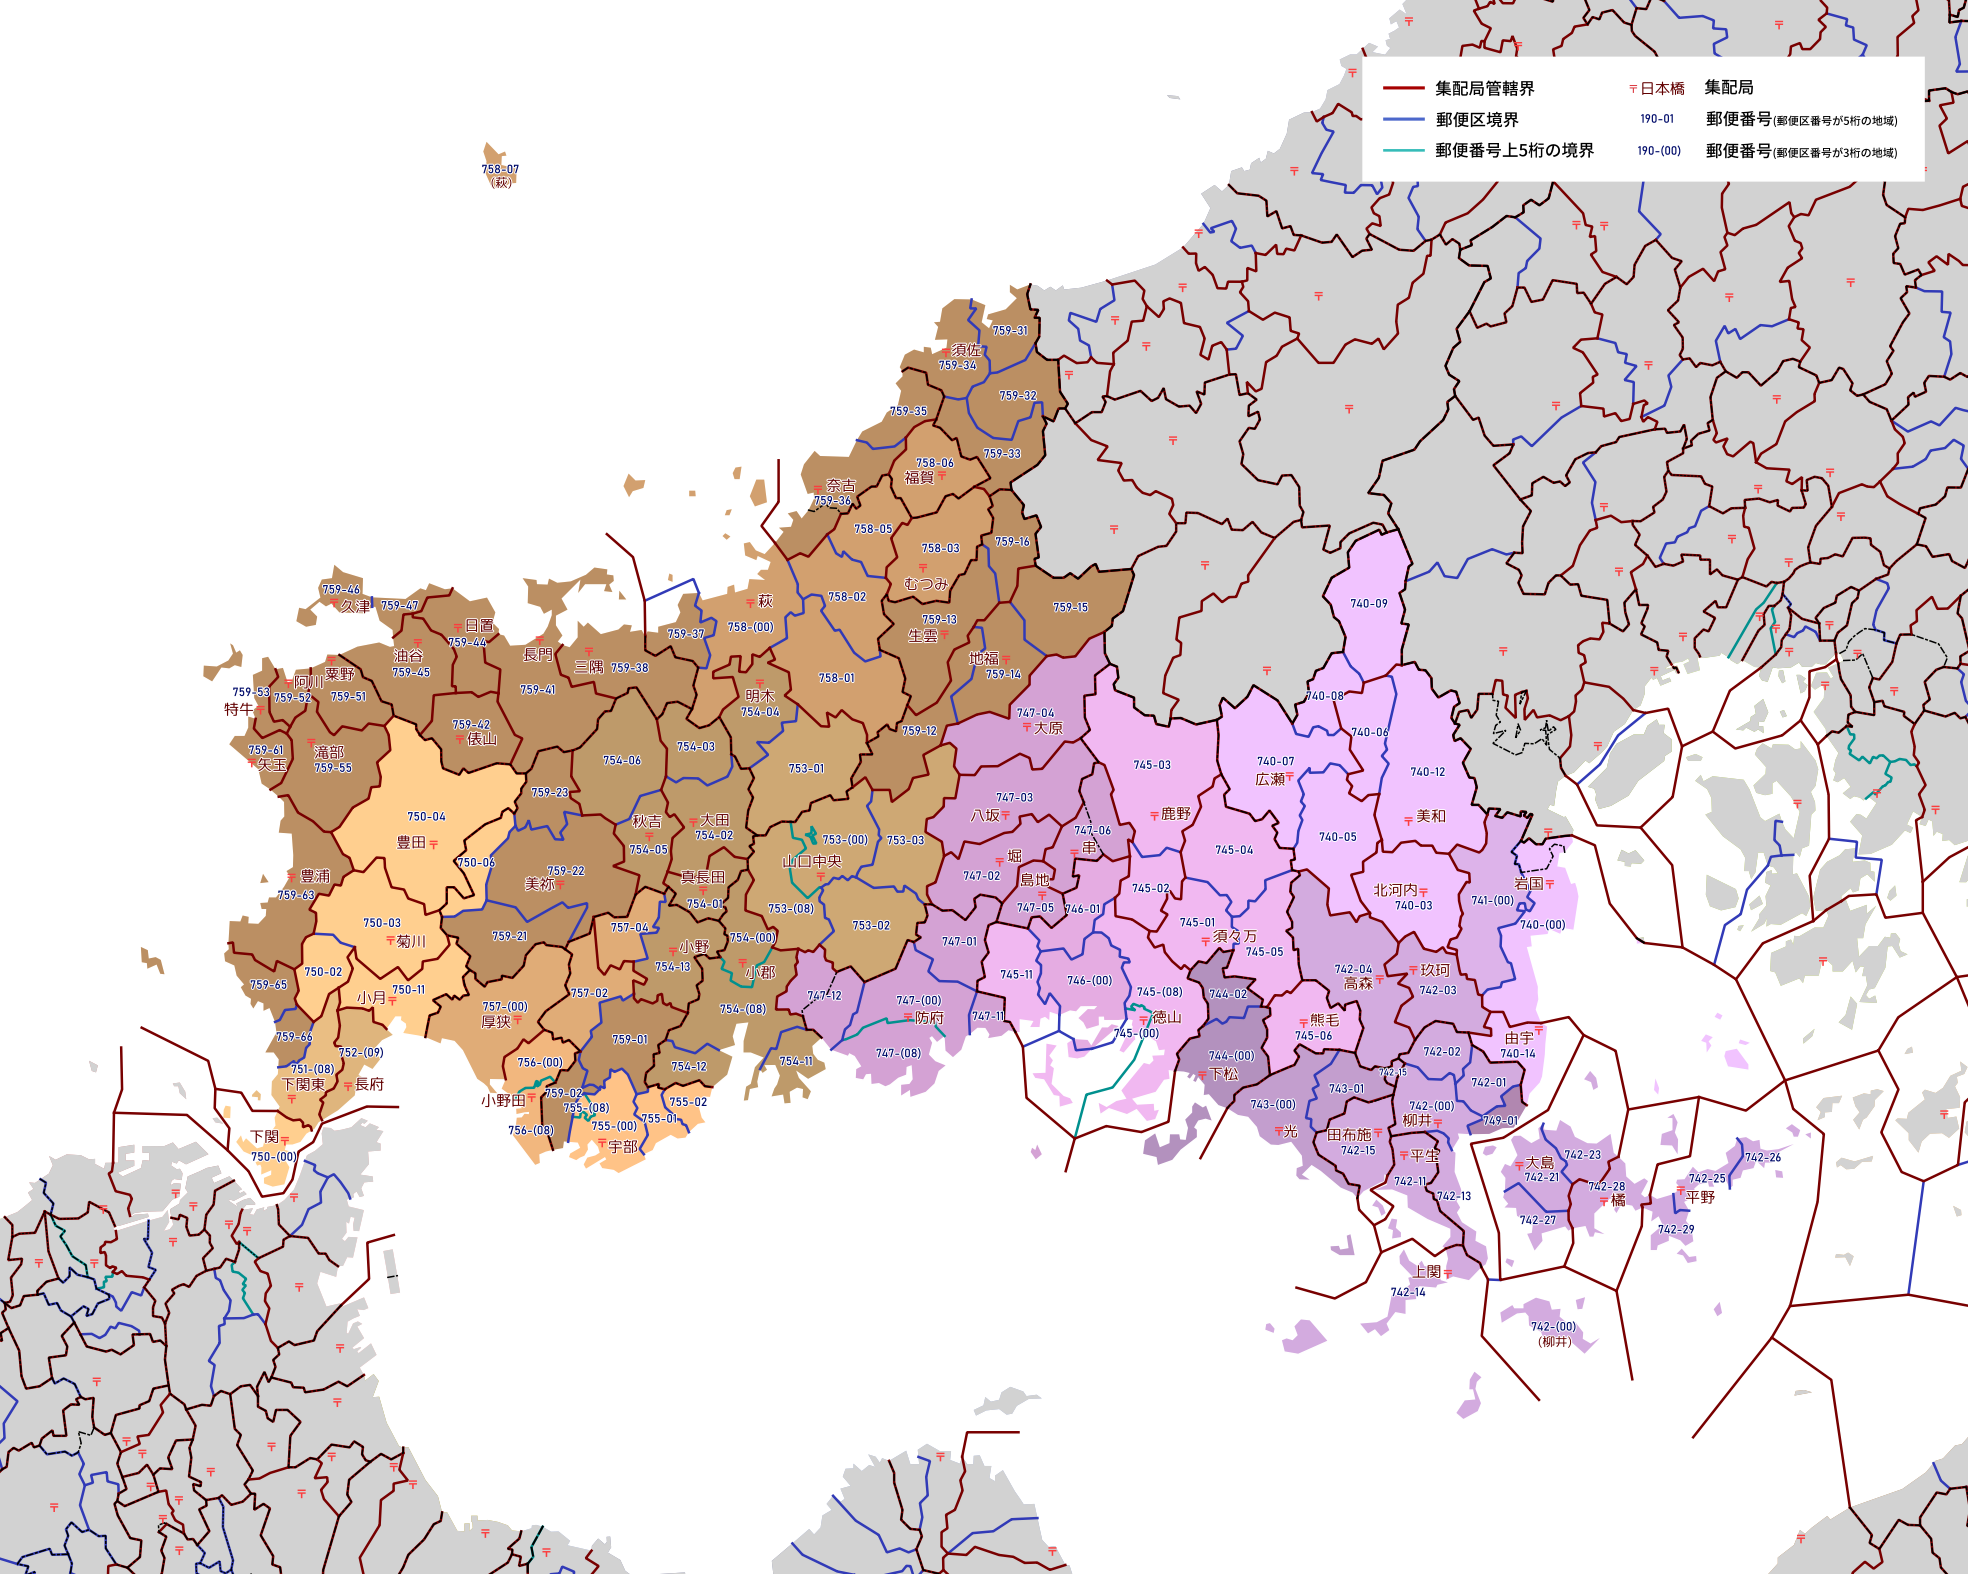 集配局管轄界
〒日本橋
集配局
郵便区境界
190-01
郵便番号(郵便区番号が5桁の地域)
郵便番号上5桁の境界
190-(00)
郵便番号(郵便区番号が3桁の地域)
758-07
(萩)
759-31
須佐
759-34
759-32
759-35
759-33
758-06
福賀
奈古
759-36
758-05
758-03
759-16
むつみ
758-02
759-13
生雲
759-15
740-09
759-46
久津
759-47
日置
759-44
萩
758-(00)
759-37
長門
三隅
759-38
油谷
759-45
粟野
阿川
759-53
759-52
759-51
特牛
759-41
明木
754-04
758-01
地福
759-14
747-04
大原
759-12
740-08
740-06
759-42
俵山
759-61
矢玉
滝部
759-55
754-06
754-03
753-01
745-03
740-07
広瀬
740-12
759-23
747-03
八坂
鹿野
美和
750-04
豊田
秋吉
754-05
大田
754-02
753-(00)
753-03
747-06
串
745-04
740-05
750-06
759-22
美祢
真長田
754-01
山口中央
堀
747-02
島地
747-05
746-01
745-02
北河内
740-03
741-(00)
岩国
740-(00)
豊浦
759-63
750-03
菊川
759-21
757-04
754-(00)
753-(08)
753-02
747-01
745-01
須々万
745-05
小野
754-13
小郡
750-02
759-65
750-11
小月
757-(00)
厚狭
757-02
754-(08)
747-12
747-(00)
防府
747-11
745-11
746-(00)
745-(08)
徳山
745-(00)
744-02
742-04
高森
玖珂
742-03
熊毛
745-06
由宇
740-14
759-66
752-(09)
751-(08)
下関東
長府
756-(00)
759-01
754-12
754-11
747-(08)
744-(00)
下松
742-02
742-15
742-01
759-02
小野田
755-(08)
755-(00)
宇部
755-02
755-01
756-(08)
743-(00)
光
743-01
742-(00)
柳井
749-01
田布施
742-15
平生
742-11
742-13
下関
750-(00)
大島
742-21
742-23
742-28
橘
742-27
742-25
742-26
平野
742-29
上関
742-14
742-(00)
(柳井)